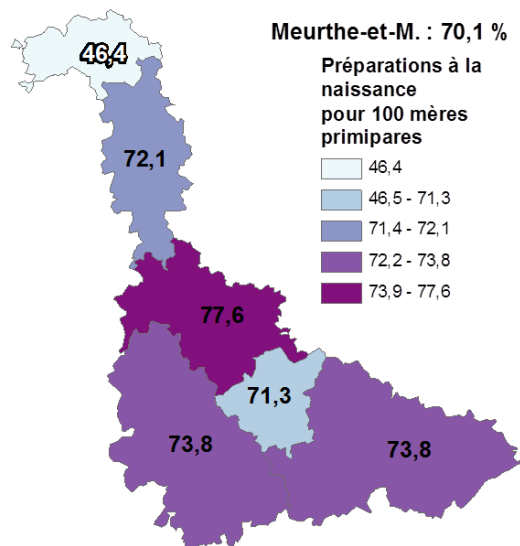 Meurthe-et-M. : 70,1 %
Préparations à la
naissance
pour 100 mères
primipares
46,4
46,5 - 71,3
71,4 - 72,1
72,2 - 73,8
73,9 - 77,6
46,4
72,1
77,6
71,3
73,8
73,8